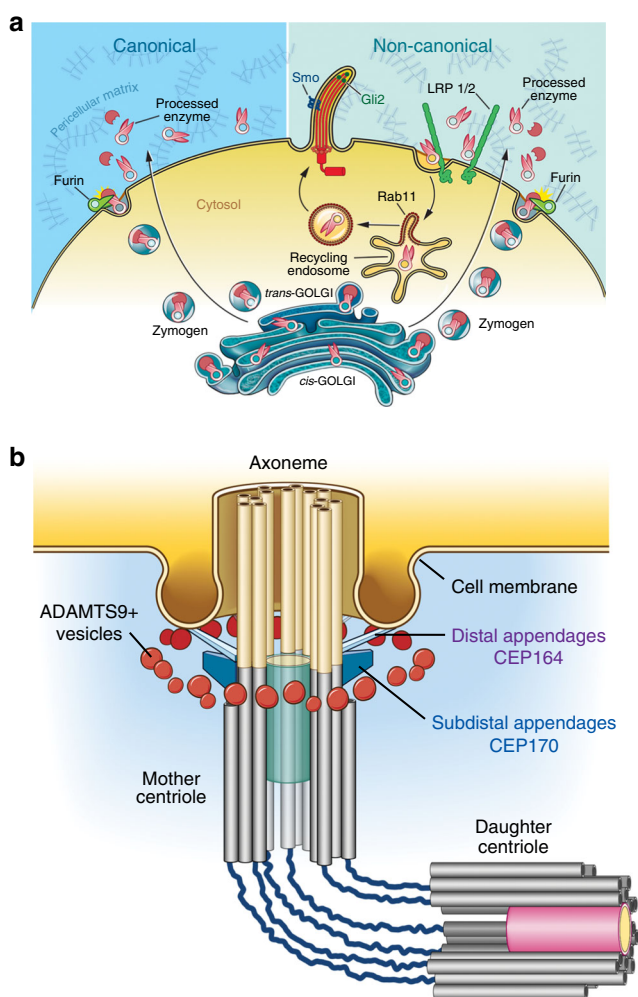 a
Canonical
Non-canonical
Pericellular matrix
Processed
enzyme
Smo
Gli2
LRP 1/2
Processed
enzyme
Furin
Furin
Cytosol
Rab11
Recycling
endosome
trans-GOLGI
Zymogen
Zymogen
cis-GOLGI
b
Axoneme
Cell membrane
ADAMTS9+
vesicles
Distal appendages
CEP164
Subdistal appendages
CEP170
Mother
centriole
Daughter
centriole